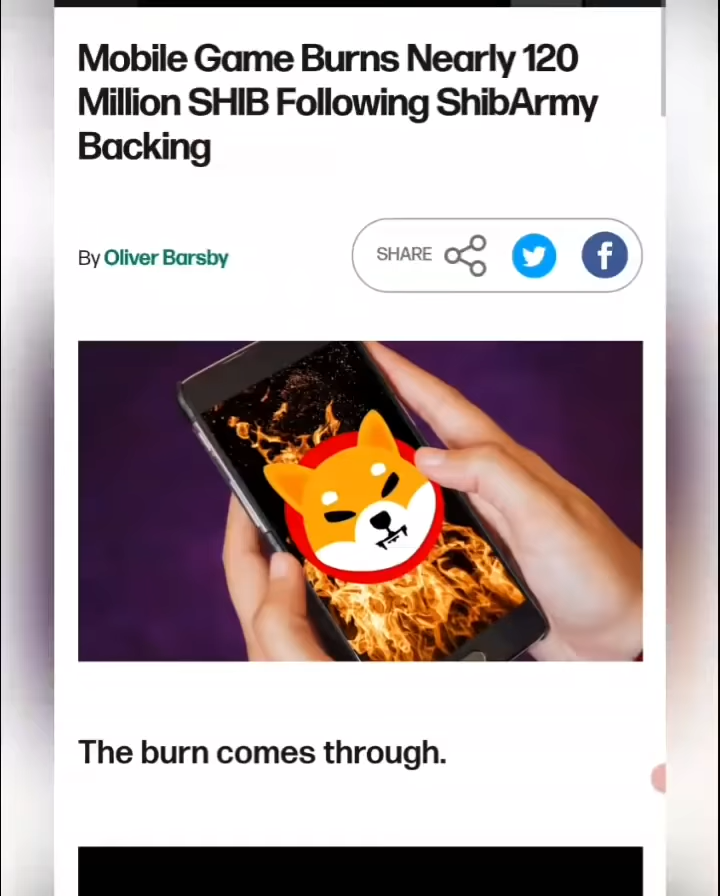 Mobile Game Burns Nearly 120
Million SHIB Following ShibArmy
Backing
By Oliver Barsby
SHARE
The burn comes through.